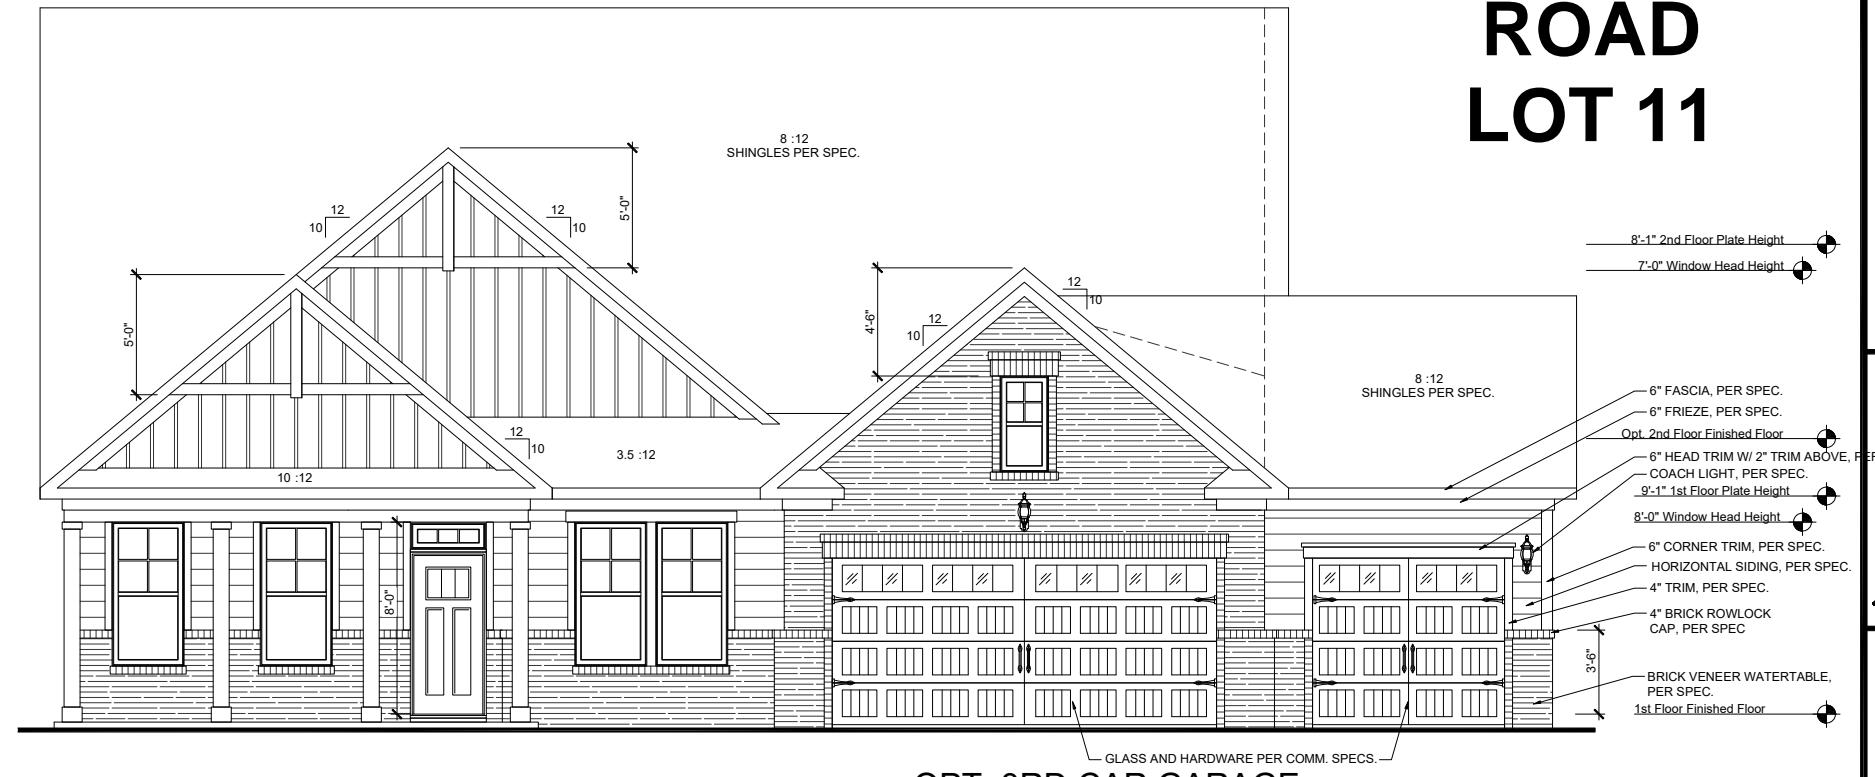 ROAD
LOT 11
8 :12
SHINGLES PER SPEC.
12
10
12
10
5'-0"
8'-1" 2nd Floor Plate Height
7'-0" Window Head Height
5'-0"
4'-6"
12
10
12
10
8 :12
SHINGLES PER SPEC.
6" FASCIA, PER SPEC.
6" FRIEZE, PER SPEC.
Opt. 2nd Floor Finished Floor
12
10
3.5 :12
10 :12
6" HEAD TRIM W/ 2" TRIM ABOVE, PER
COACH LIGHT, PER SPEC.
9'-1" 1st Floor Plate Height
8'-0" Window Head Height
6" CORNER TRIM, PER SPEC.
HORIZONTAL SIDING, PER SPEC.
4" TRIM, PER SPEC.
8'-0"
4" BRICK ROWLOCK
CAP, PER SPEC
3'-6"
BRICK VENEER WATERTABLE,
PER SPEC.
1st Floor Finished Floor
GLASS AND HARDWARE PER COMM. SPECS.
OPT. 3RD CAR GARAGE